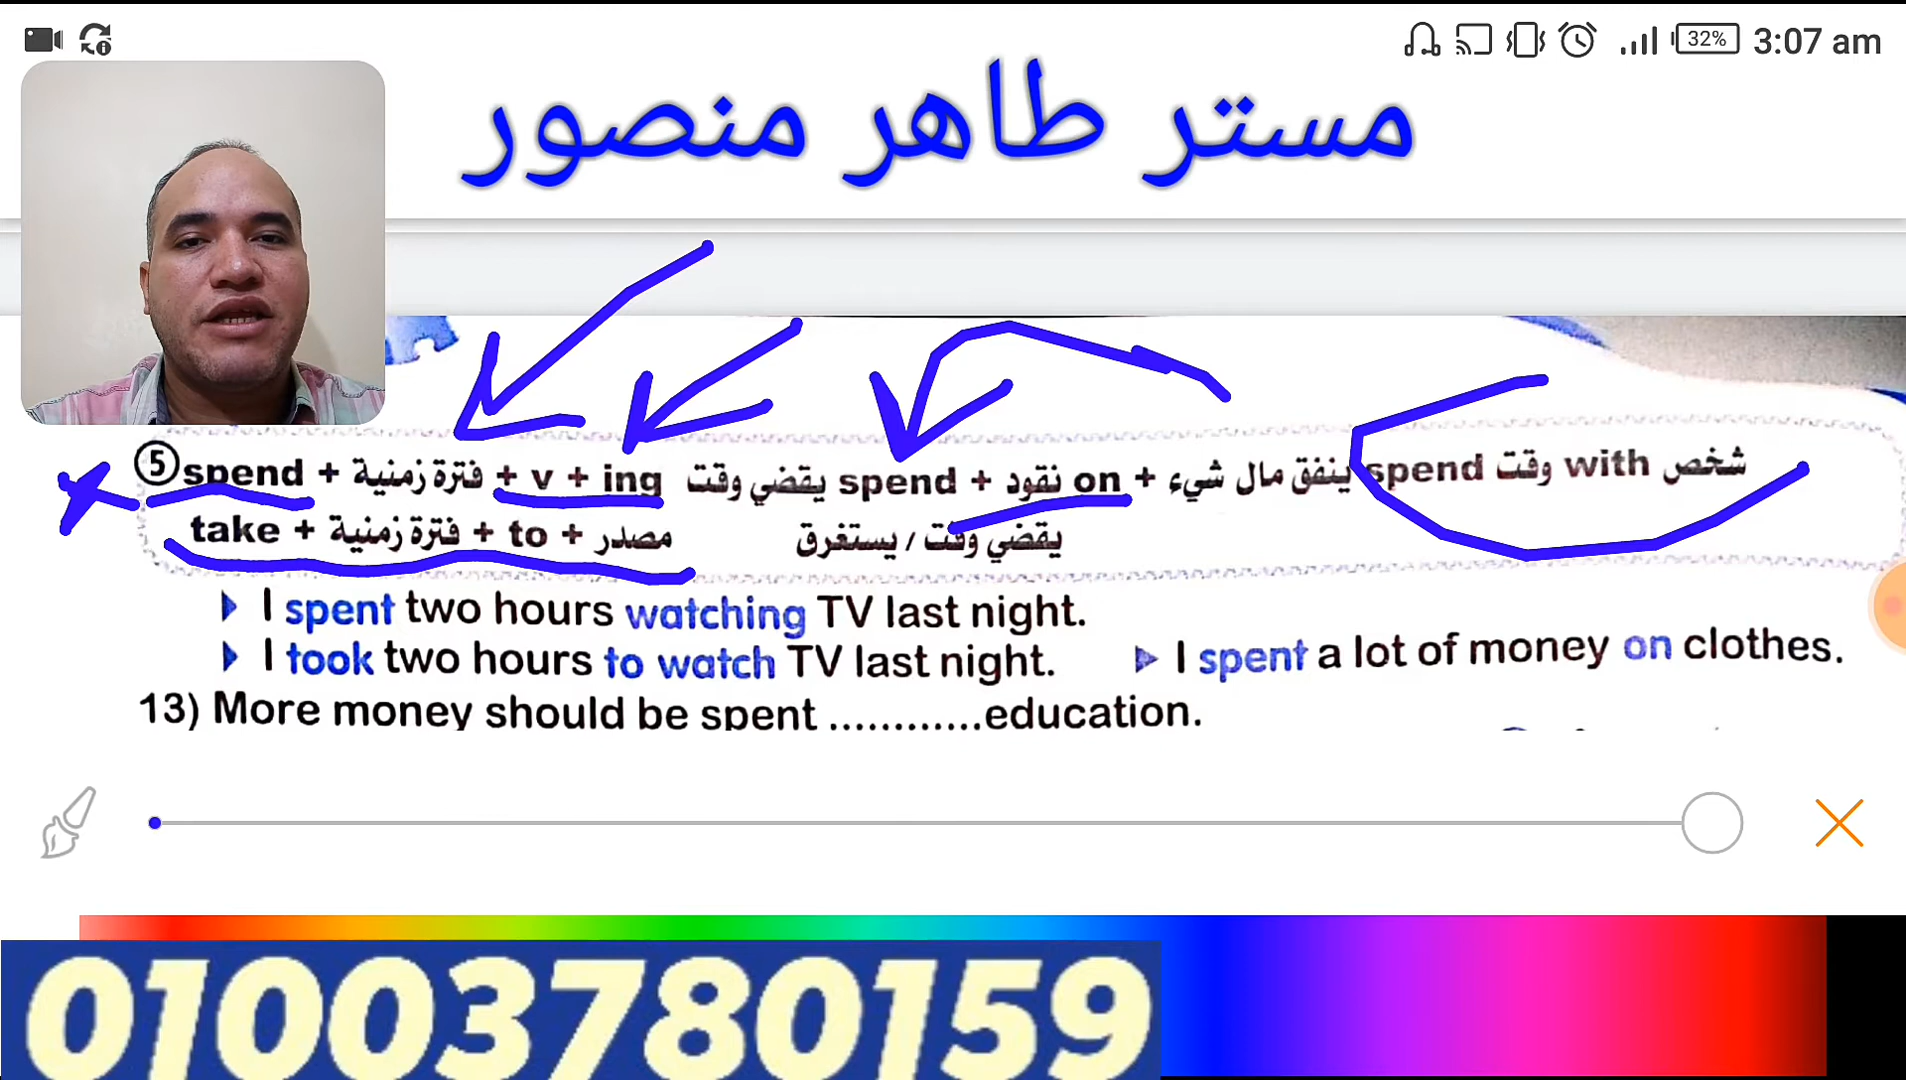 32% 3:07 am
مستر طاهر منصور
⑤ spend + فترة زمنية + v + ing يقضي وقت spend + نقود on + ينفق مال شيء spend وقت with شخص
take + فترة زمنية + to + مصدر يقضي وقت / يستغرق
I spent two hours watching TV last night.
I took two hours to watch TV last night. I spent a lot of money on clothes.
13) More money should be spent ............education.
01003780159